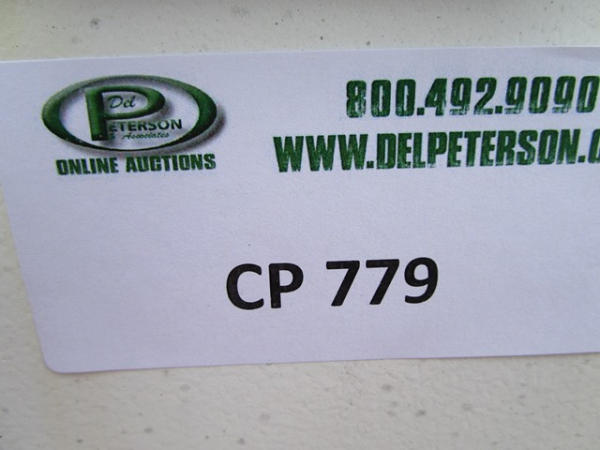 Del
PETERSON
& Associates
ONLINE AUCTIONS
800.492.9090
WWW.DELPETERSON.
CP 779